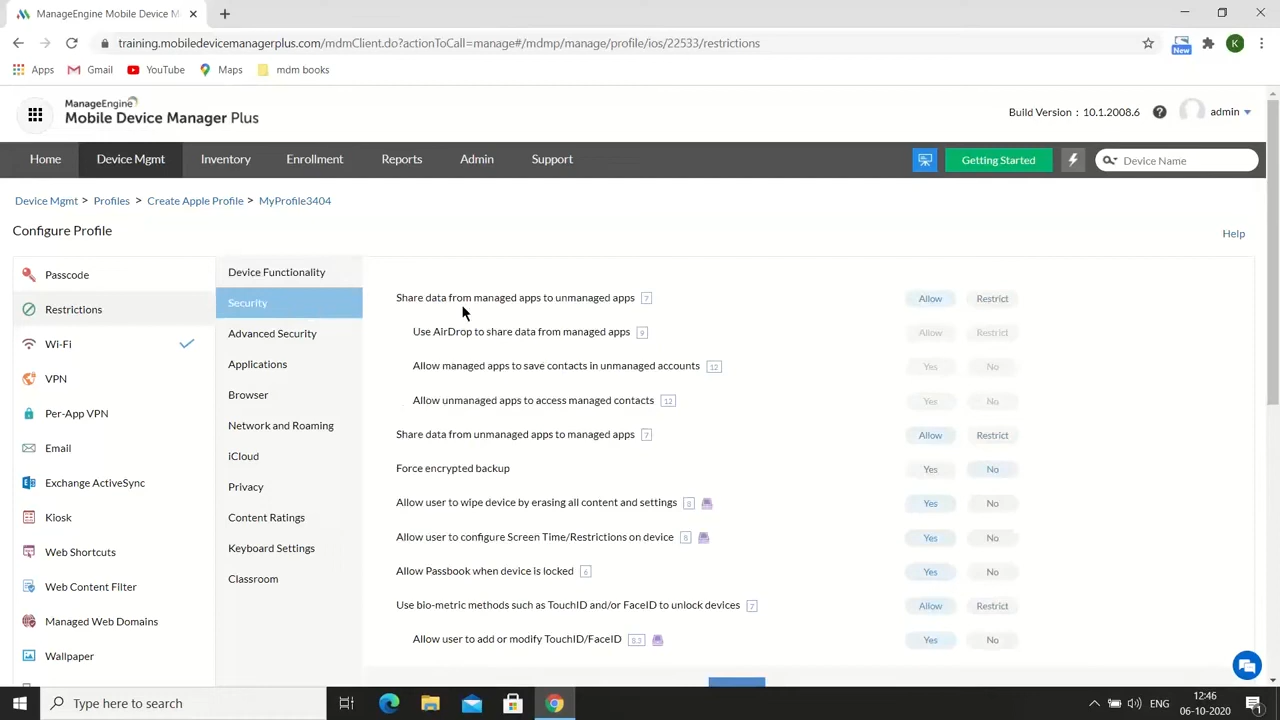 ManageEngine Mobile Device M
training.mobiledevicemanagerplus.com/mdmClient.do?actionToCall=manage#/mdmp/manage/profile/ios/22533/restrictions
New
K
Apps Gmail YouTube Maps mdm books
ManageEngine
Mobile Device Manager Plus
Build Version : 10.1.2008.6 ? admin
Home Device Mgmt Inventory Enrollment Reports Admin Support Getting Started Device Name
Device Mgmt > Profiles > Create Apple Profile > MyProfile3404
Configure Profile
Help
Passcode
Restrictions
Wi-Fi
VPN
Per-App VPN
Email
Exchange ActiveSync
Kiosk
Web Shortcuts
Web Content Filter
Managed Web Domains
Wallpaper
Device Functionality
Security
Advanced Security
Applications
Browser
Network and Roaming
iCloud
Privacy
Content Ratings
Keyboard Settings
Classroom
Share data from managed apps to unmanaged apps 7 Allow Restrict
Use AirDrop to share data from managed apps 9 Allow Restrict
Allow managed apps to save contacts in unmanaged accounts 12 Yes No
Allow unmanaged apps to access managed contacts 12 Yes No
Share data from unmanaged apps to managed apps 7 Allow Restrict
Force encrypted backup Yes No
Allow user to wipe device by erasing all content and settings 8 Yes No
Allow user to configure Screen Time/Restrictions on device 8 Yes No
Allow Passbook when device is locked 6 Yes No
Use bio-metric methods such as TouchID and/or FaceID to unlock devices 7 Allow Restrict
Allow user to add or modify TouchID/FaceID 8.3 Yes No
Type here to search
ENG
12:46
06-10-2020
1